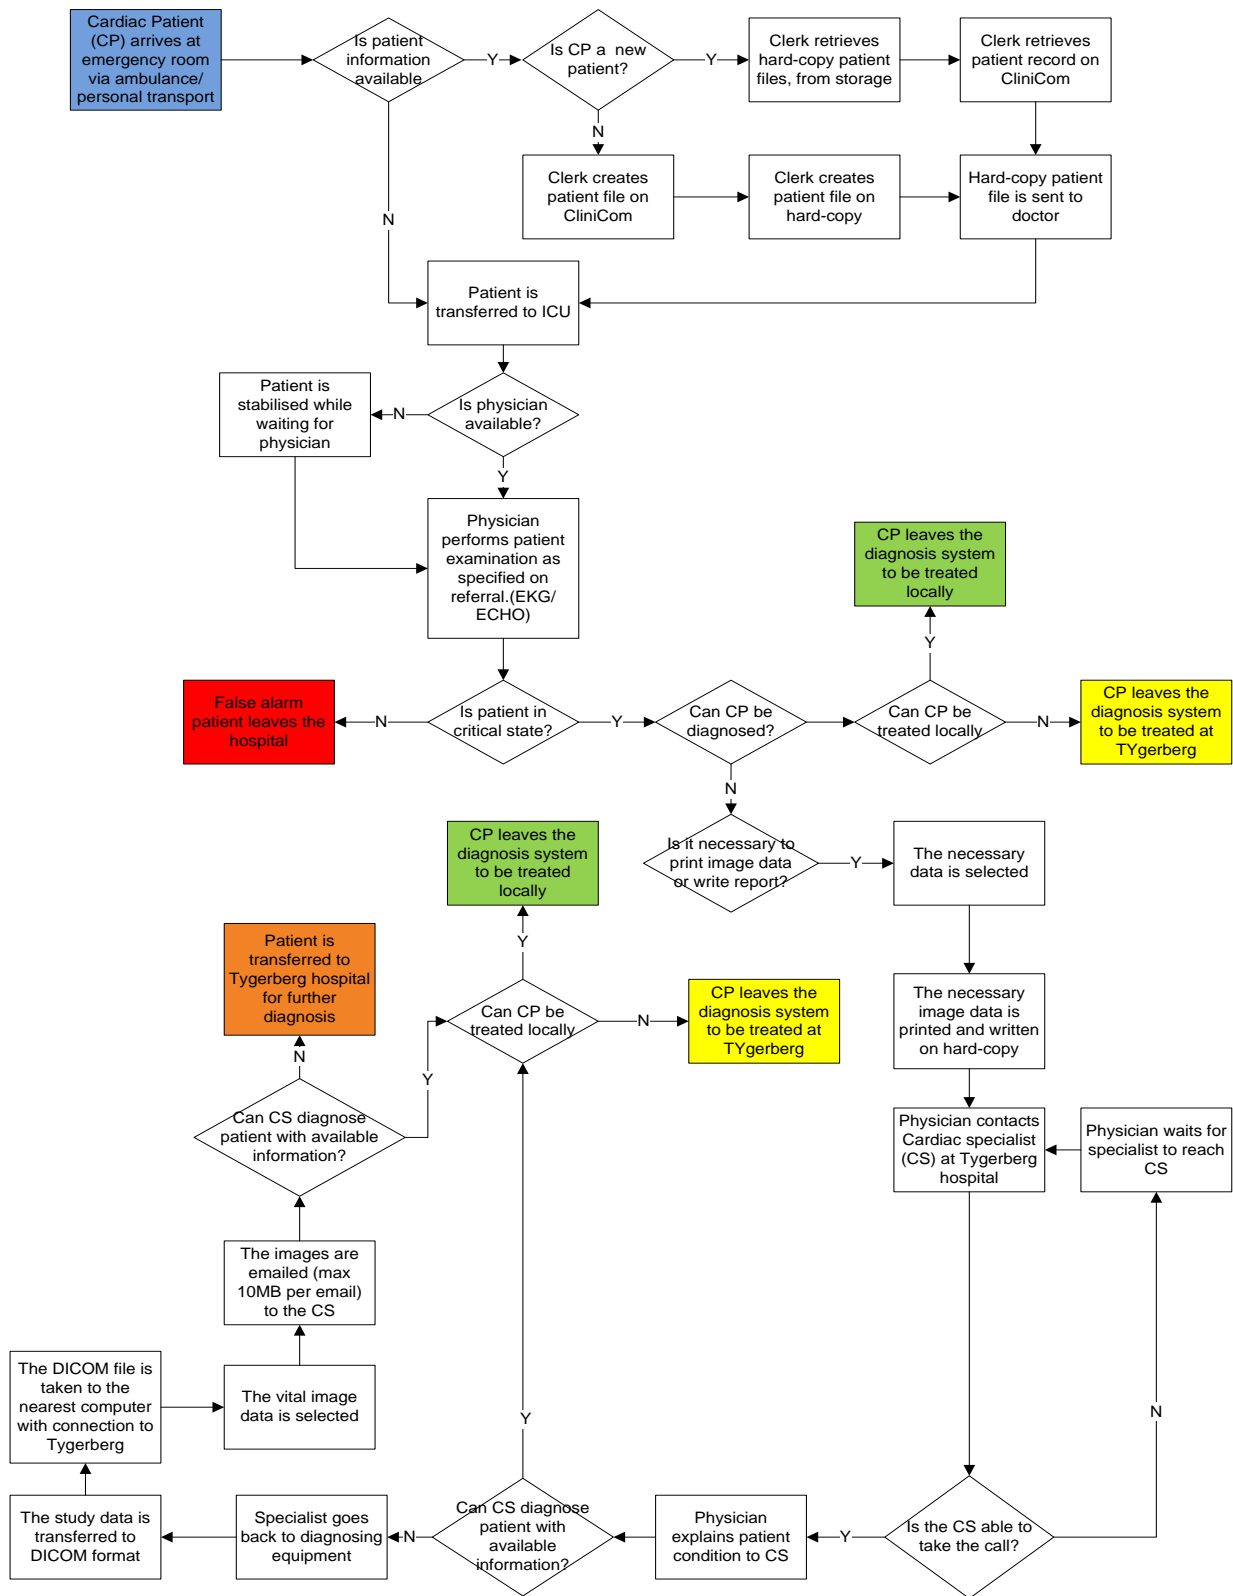 Cardiac Patient
(CP) arrives at
emergency room
via ambulance/
personal transport
Is patient
information
available
Y
Is CP a  new
patient?
Y
Clerk retrieves
hard-copy patient
files, from storage
Clerk retrieves
patient record on
CliniCom
N
N
Clerk creates
patient file on
CliniCom
Clerk creates
patient file on
hard-copy
Hard-copy patient
file is sent to
doctor
Patient is
transferred to ICU
Is physician
available?
N
Patient is
stabilised while
waiting for
physician
Y
Physician
performs patient
examination as
specified on
referral.(EKG/
ECHO)
CP leaves the
diagnosis system
to be treated
locally
Y
False alarm
patient leaves the
hospital
N
Is patient in
critical state?
Y
Can CP be
diagnosed?
Can CP be
treated locally
N
CP leaves the
diagnosis system
to be treated at
TYgerberg
N
Is it necessary to
print image data
or write report?
Y
The necessary
data is selected
CP leaves the
diagnosis system
to be treated
locally
Y
Patient is
transferred to
Tygerberg hospital
for further
diagnosis
N
Can CP be
treated locally
N
CP leaves the
diagnosis system
to be treated at
TYgerberg
The necessary
image data is
printed and written
on hard-copy
Can CS diagnose
patient with available
information?
Y
Physician contacts
Cardiac specialist
(CS) at Tygerberg
hospital
Physician waits for
specialist to reach
CS
The images are
emailed (max
10MB per email)
to the CS
The DICOM file is
taken to the
nearest computer
with connection to
Tygerberg
The vital image
data is selected
Y
N
The study data is
transferred to
DICOM format
Specialist goes
back to diagnosing
equipment
N
Can CS diagnose
patient with
available
information?
Physician
explains patient
condition to CS
Y
Is the CS able to
take the call?